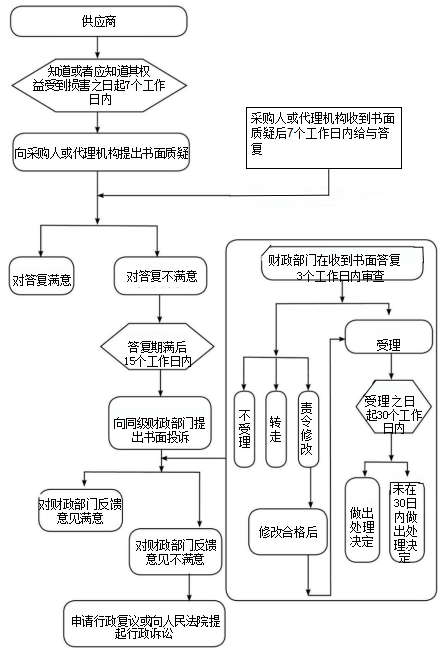 供应商
知道或者应知道其权
益受到损害之日起7个工作
日内
向采购人或代理机构提出书面质疑
采购人或代理机构收到书面
质疑后7个工作日内给与答
复
对答复满意
对答复不满意
答复期满后
15个工作日内
向同级财政部门提
出书面投诉
对财政部门反馈
意见满意
对财政部门反馈
意见不满意
申请行政复议或向人民法院提
起行政诉讼
财政部门在收到书面答复
3个工作日内审查
受理
不受理
转走
责令修改
受理之日
起30个工作
日内
修改合格后
做出
处理
决定
未在
30日
内做
出处
理决
定